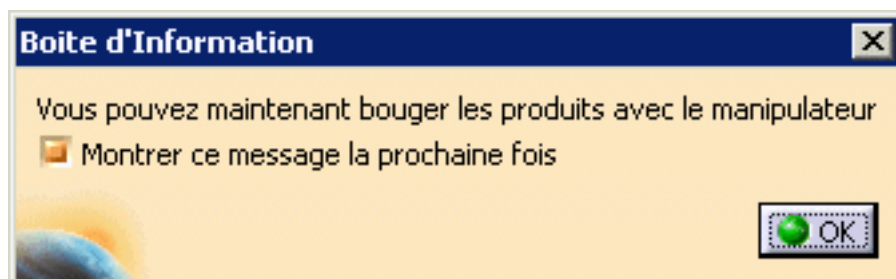 Boite d'Information
Vous pouvez maintenant bouger les produits avec le manipulateur
Montrer ce message la prochaine fois
OK